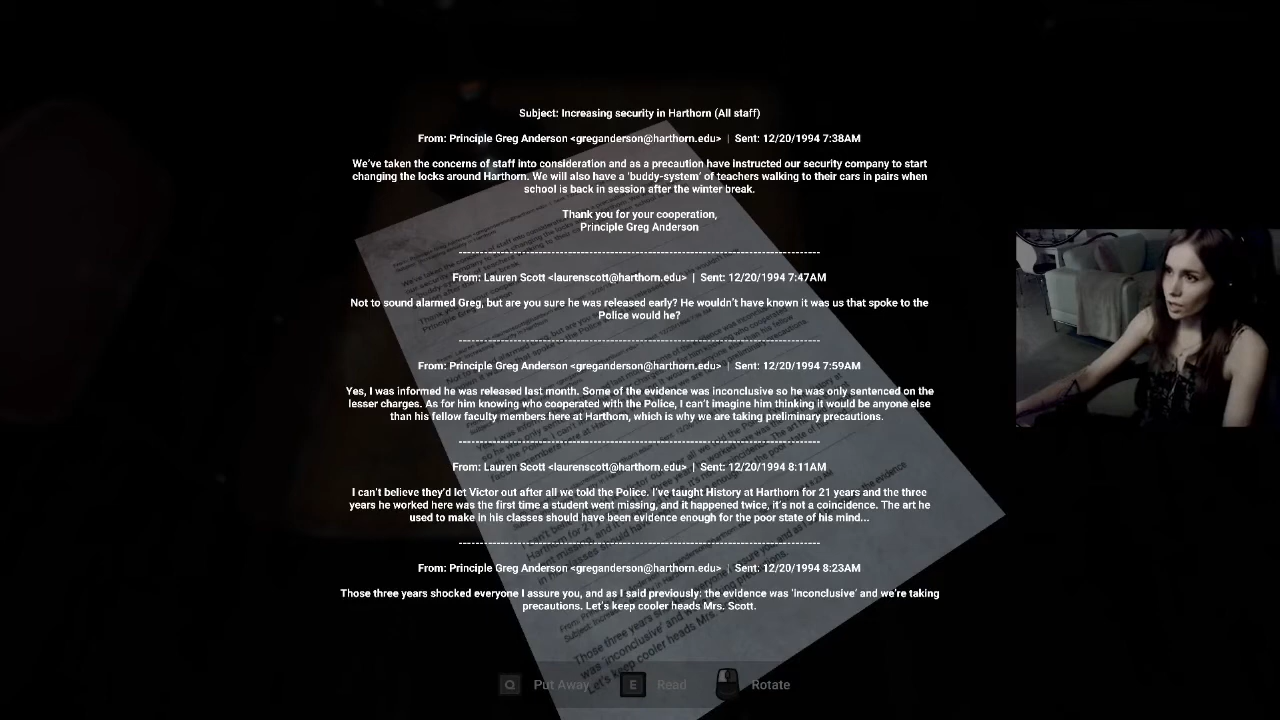 Subject: Increasing security in Harthorn (All staff)
From: Principle Greg Anderson <greganderson@harthorn.edu> | Sent: 12/20/1994 7:38AM
We've taken the concerns of staff into consideration and as a precaution have instructed our security company to start
changing the locks around Harthorn. We will also have a 'buddy-system' of teachers walking to their cars in pairs when
school is back in session after the winter break.
Thank you for your cooperation,
Principle Greg Anderson
From: Lauren Scott <laurenscott@harthorn.edu> | Sent: 12/20/1994 7:47AM
Not to sound alarmed Greg, but are you sure he was released early? He wouldn't have known it was us that spoke to the
Police would he?
From: Principle Greg Anderson <greganderson@harthorn.edu> | Sent: 12/20/1994 7:59AM
Yes, I was informed he was released last month. Some of the evidence was inconclusive so he was only sentenced on the
lesser charges. As for him knowing who cooperated with the Police, I can't imagine him thinking it would be anyone else
than his fellow faculty members here at Harthorn, which is why we are taking preliminary precautions.
From: Lauren Scott <laurenscott@harthorn.edu> | Sent: 12/20/1994 8:11AM
I can't believe they'd let Victor out after all we told the Police. I've taught History at Harthorn for 21 years and the three
years he worked here was the first time a student went missing, and it happened twice, it's not a coincidence. The art he
used to make in his classes should have been evidence enough for the poor state of his mind...
From: Principle Greg Anderson <greganderson@harthorn.edu> | Sent: 12/20/1994 8:23AM
Those three years shocked everyone I assure you, and as I said previously: the evidence was 'inconclusive' and we're taking
precautions. Let's keep cooler heads Mrs. Scott.
Q Put Away E Read Rotate